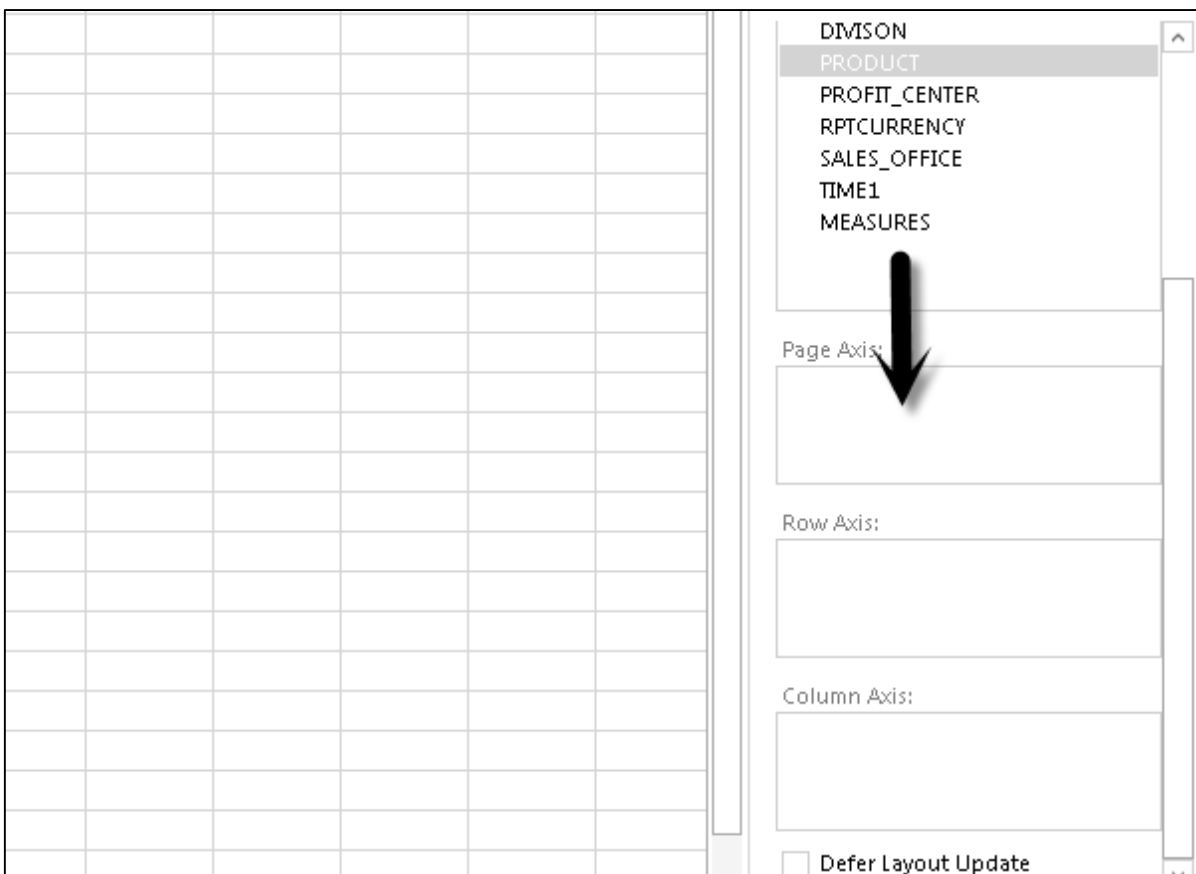 DIVISON
PRODUCT
PROFIT_CENTER
RPTCURRENCY
SALES_OFFICE
TIME1
MEASURES
Page Axis:
Row Axis:
Column Axis:
Defer Layout Update